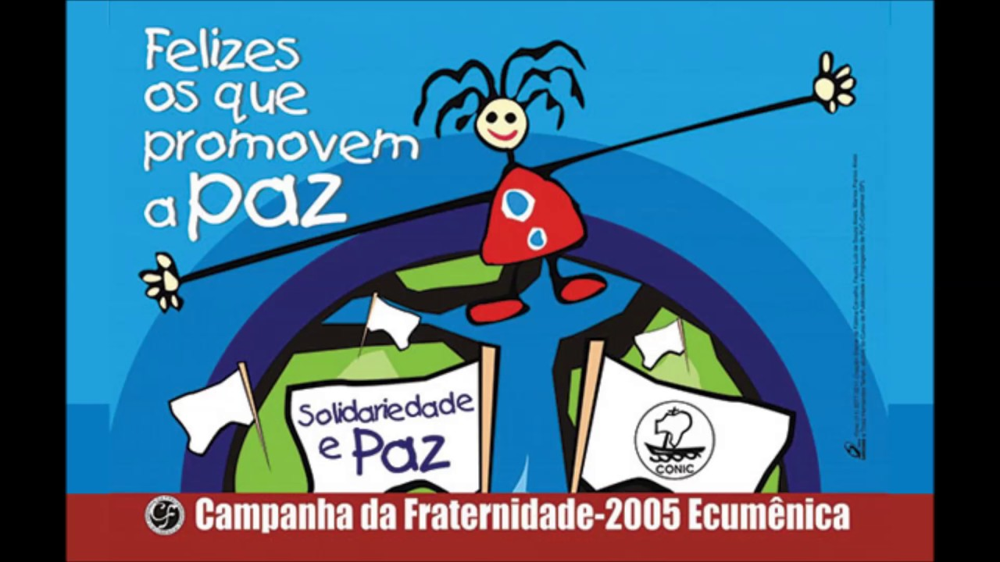 Felizes
os que
promovem
a paz
Solidariedade
e Paz
CONIC
CF
Campanha da Fraternidade-2005 Ecumênica